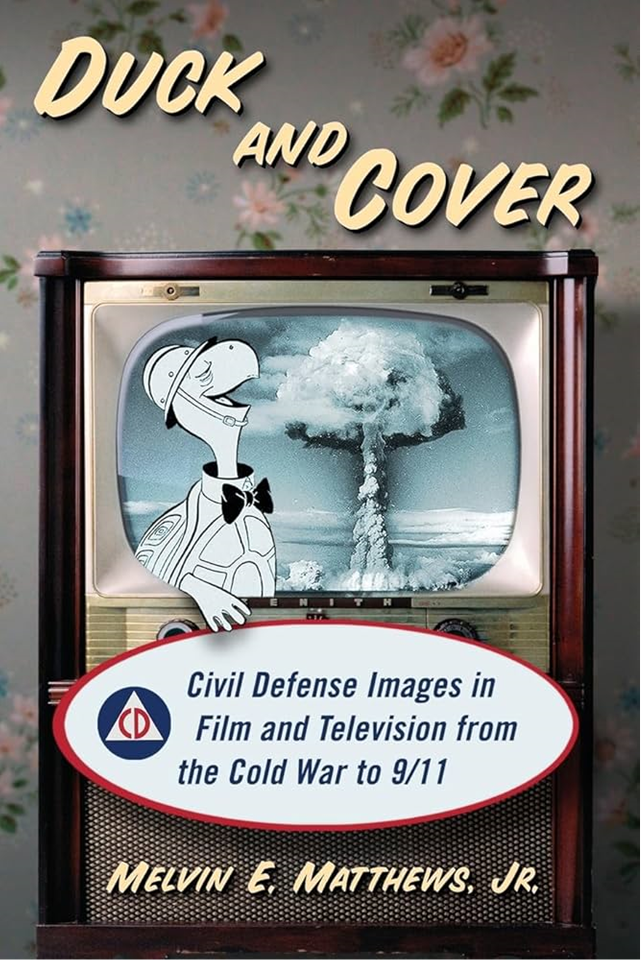 DUCK
AND
COVER
ZENITH
CD
Civil Defense Images in
Film and Television from
the Cold War to 9/11
MELVIN E. MATTHEWS, JR.